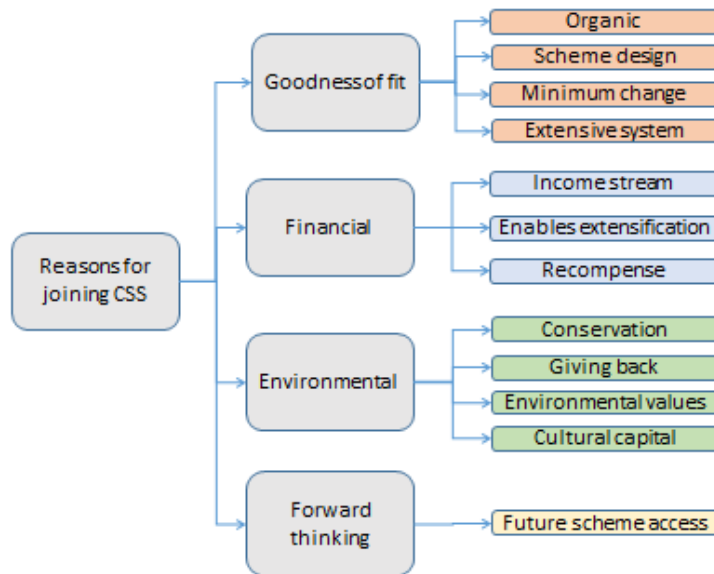 Reasons for
joining CSS
Goodness of fit
Organic
Scheme design
Minimum change
Extensive system
Financial
Income stream
Enables extensification
Recompense
Environmental
Conservation
Giving back
Environmental values
Cultural capital
Forward
thinking
Future scheme access